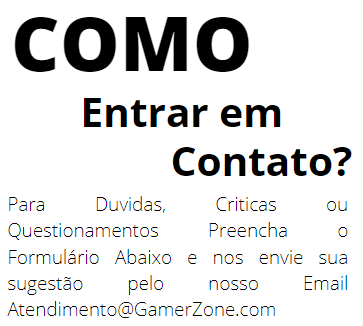 COMO
Entrar em
Contato?
Para Duvidas, Criticas ou
Questionamentos Preencha o
Formulário Abaixo e nos envie sua
sugestão pelo nosso Email
Atendimento@GamerZone.com